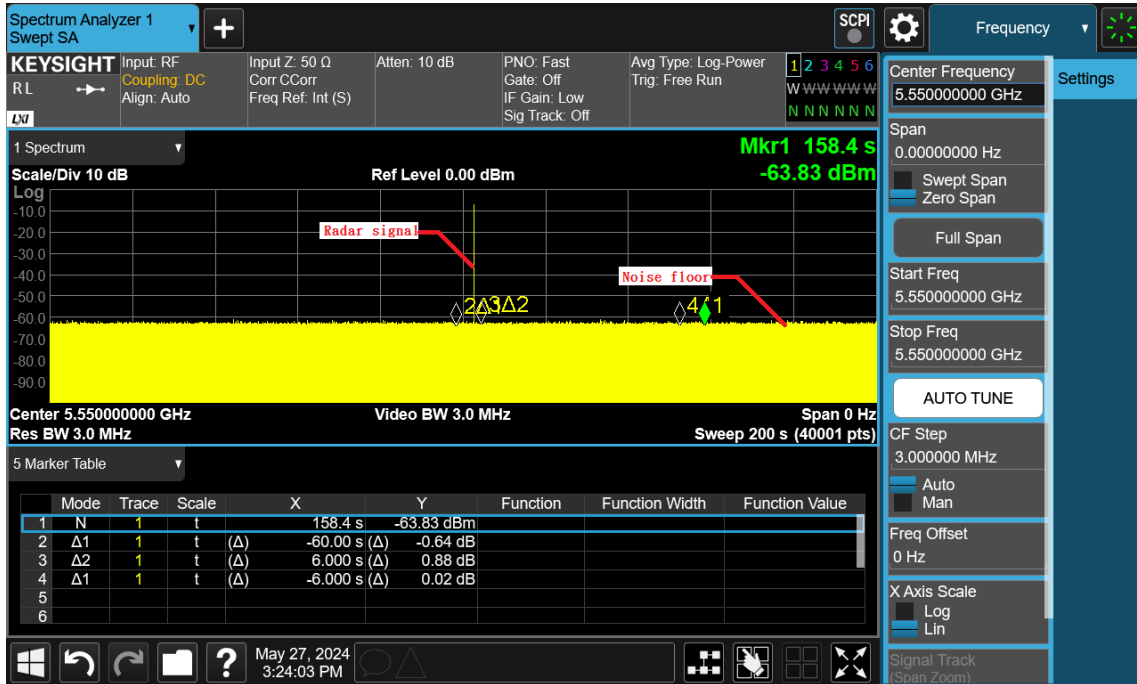 Spectrum Analyzer 1
Swept SA
SCPI
Frequency
KEYSIGHT
RL
LXI
Input: RF
Coupling: DC
Align: Auto
Input Z: 50 Ω
Corr CCorr
Freq Ref: Int (S)
Atten: 10 dB
PNO: Fast
Gate: Off
IF Gain: Low
Sig Track: Off
Avg Type: Log-Power
Trig: Free Run
1 2 3 4 5 6
W W W W W W
N N N N N N
1 Spectrum
Mkr1 158.4 s
-63.83 dBm
Scale/Div 10 dB
Ref Level 0.00 dBm
Log
-10.0
-20.0
-30.0
-40.0
-50.0
-60.0
-70.0
-80.0
-90.0
Radar signal
Noise floor
3Δ2
1
Center 5.550000000 GHz
Video BW 3.0 MHz
Span 0 Hz
Res BW 3.0 MHz
Sweep 200 s (40001 pts)
5 Marker Table
Mode Trace Scale X Y Function Function Width Function Value
1 N 1 t 158.4 s -63.83 dBm
2 Δ1 1 t (Δ) -60.00 s (Δ) -0.64 dB
3 Δ2 1 t (Δ) 6.000 s (Δ) 0.88 dB
4 Δ1 1 t (Δ) -6.000 s (Δ) 0.02 dB
5
6
?
May 27, 2024
3:24:03 PM
Center Frequency
5.550000000 GHz
Span
0.00000000 Hz
Swept Span
Zero Span
Full Span
Start Freq
5.550000000 GHz
Stop Freq
5.550000000 GHz
AUTO TUNE
CF Step
3.000000 MHz
Auto
Man
Freq Offset
0 Hz
X Axis Scale
Log
Lin
Signal Track
(Span Zoom)
Settings